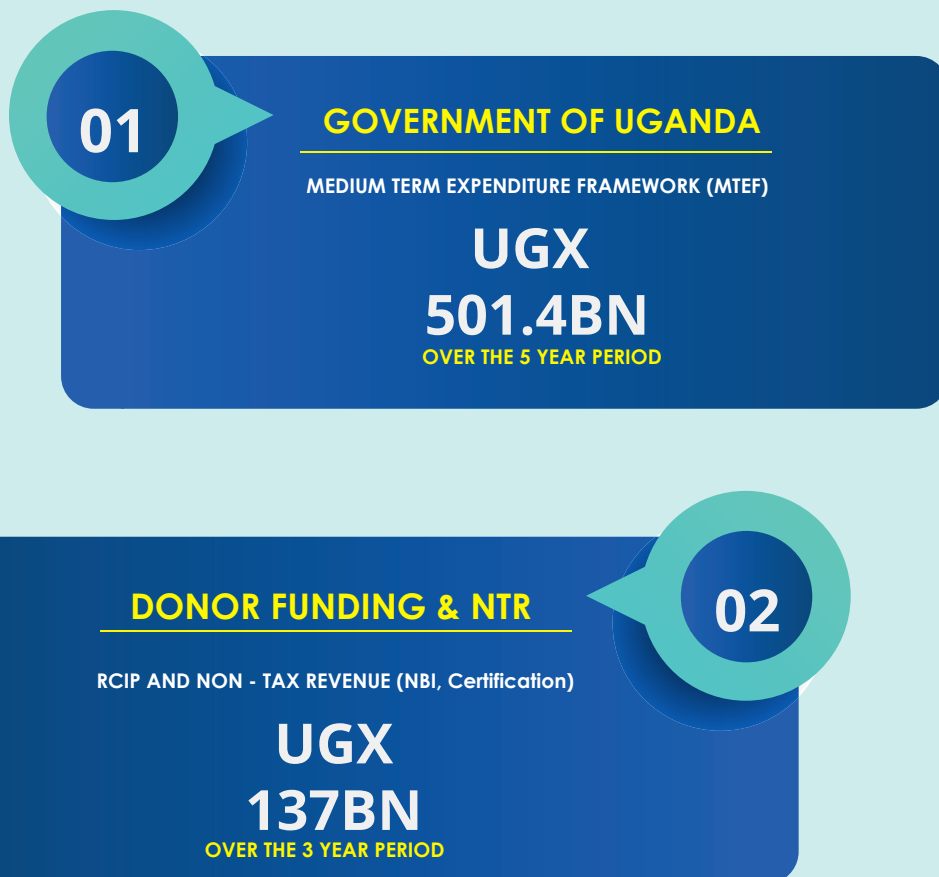 01
GOVERNMENT OF UGANDA
MEDIUM TERM EXPENDITURE FRAMEWORK (MTEF)
UGX
501.4BN
OVER THE 5 YEAR PERIOD
02
DONOR FUNDING & NTR
RCIP AND NON - TAX REVENUE (NBI, Certification)
UGX
137BN
OVER THE 3 YEAR PERIOD